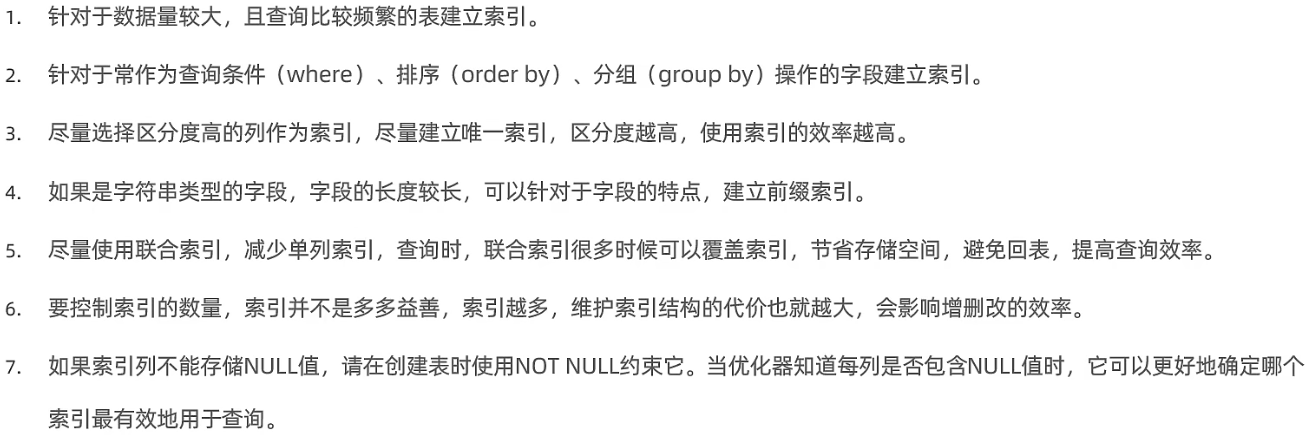 1. 针对于数据量较大，且查询比较频繁的表建立索引。
2. 针对于常作为查询条件（where）、排序（order by）、分组（group by）操作的字段建立索引。
3. 尽量选择区分度高的列作为索引，尽量建立唯一索引，区分度越高，使用索引的效率越高。
4. 如果是字符串类型的字段，字段的长度较长，可以针对于字段的特点，建立前缀索引。
5. 尽量使用联合索引，减少单列索引，查询时，联合索引很多时候可以覆盖索引，节省存储空间，避免回表，提高查询效率。
6. 要控制索引的数量，索引并不是多多益善，索引越多，维护索引结构的代价也就越大，会影响增删改的效率。
7. 如果索引列不能存储NULL值，请在创建表时使用NOT NULL约束它。当优化器知道每列是否包含NULL值时，它可以更好地确定哪个
索引最有效地用于查询。